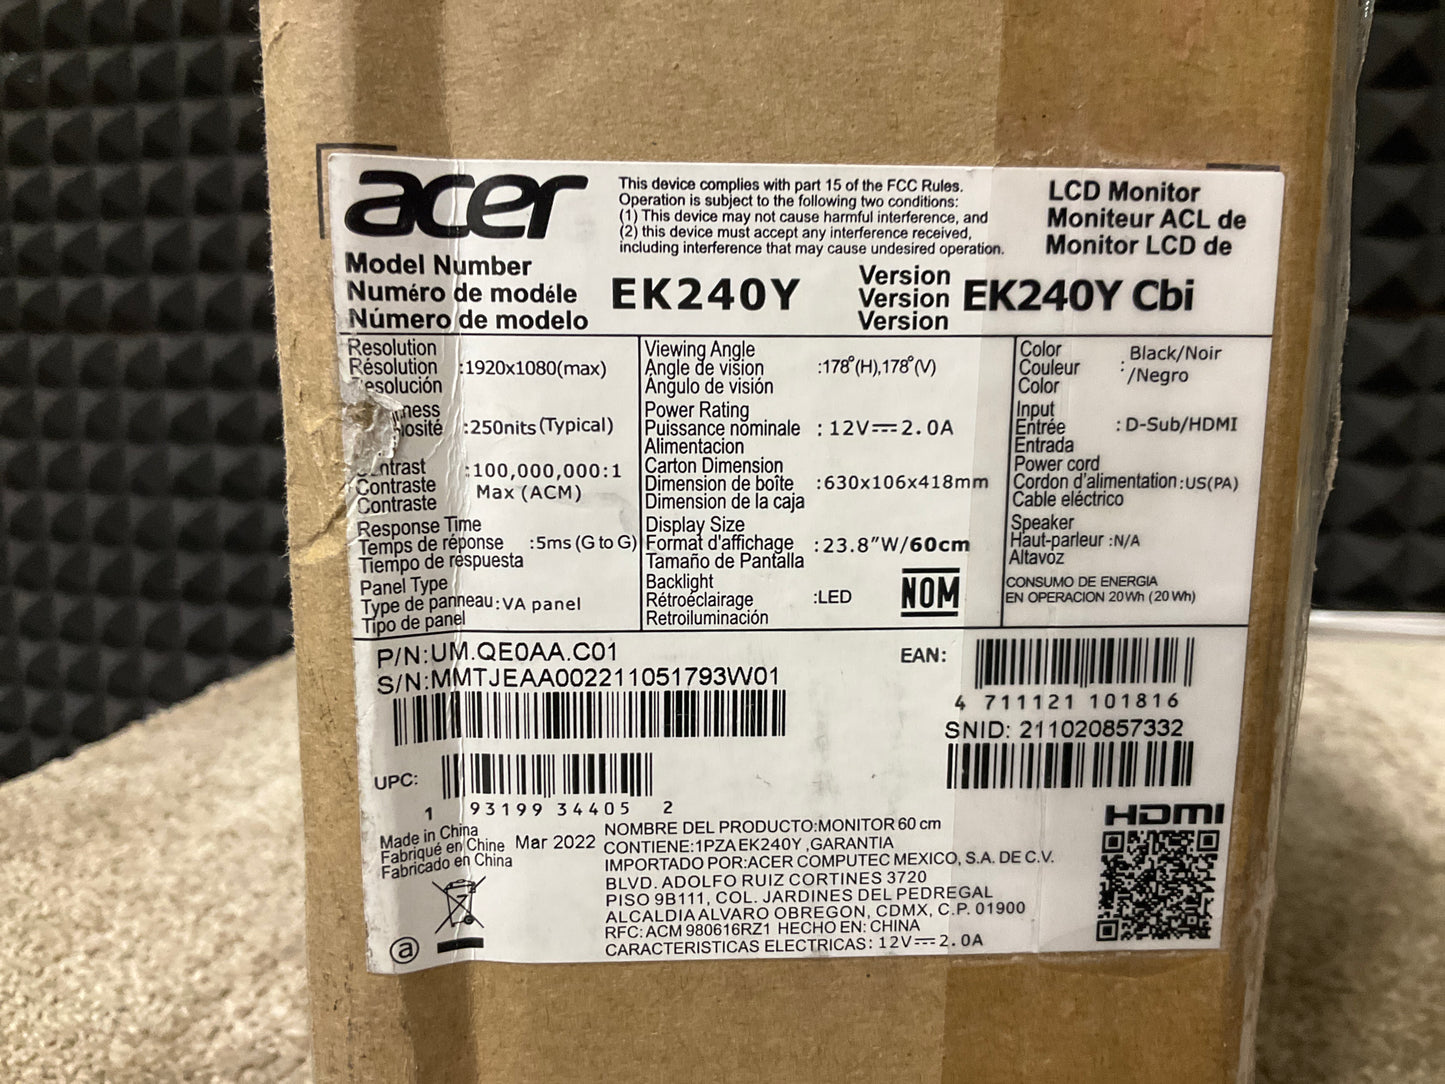 acer
This device complies with part 15 of the FCC Rules.
Operation is subject to the following two conditions:
(1) This device may not cause harmful interference, and
(2) this device must accept any interference received,
including interference that may cause undesired operation.
LCD Monitor
Moniteur ACL de
Monitor LCD de
Model Number
Numéro de modéle
Número de modelo
EK240Y
Version
Version
Version
EK240Y Cbi
Resolution
Résolution
Resolución
:1920x1080(max)
:250nits (Typical)
Contrast
Contraste
Contraste
:100,000,000:1
Max (ACM)
Response Time
Temps de réponse
Tiempo de respuesta
:5ms (G to G)
Panel Type
Type de panneau
Tipo de panel
:VA panel
Viewing Angle
Angle de vision
Ángulo de visión
:178°(H),178°(V)
Power Rating
Puissance nominale
Alimentacion
: 12V⎓2.0A
Carton Dimension
Dimension de boîte
Dimension de la caja
:630x106x418mm
Display Size
Format d'affichage
Tamaño de Pantalla
:23.8"W/60cm
Backlight
Rétroéclairage
Retroiluminación
:LED
NOM
Color
Couleur
Color
: Black/Noir
/Negro
Input
Entrée
Entrada
: D-Sub/HDMI
Power cord
Cordon d'alimentation
Cable eléctrico
:US(PA)
Speaker
Haut-parleur
Altavoz
:N/A
CONSUMO DE ENERGIA
EN OPERACION 20Wh (20 Wh)
P/N:UM.QE0AA.C01
S/N:MMTJEAA002211051793W01
EAN:
4 711121 101816
SNID: 211020857332
UPC:
1 93199 34405 2
Made in China
Fabriqué en Chine
Fabricado en China
Mar 2022
NOMBRE DEL PRODUCTO:MONITOR 60 cm
CONTIENE:1PZA EK240Y ,GARANTIA
IMPORTADO POR:ACER COMPUTEC MEXICO, S.A. DE C.V.
BLVD. ADOLFO RUIZ CORTINES 3720
PISO 9B111, COL. JARDINES DEL PEDREGAL
ALCALDIA ALVARO OBREGON, CDMX, C.P. 01900
RFC: ACM 980616RZ1 HECHO EN: CHINA
CARACTERISTICAS ELECTRICAS: 12V⎓2.0A
HDMI
a